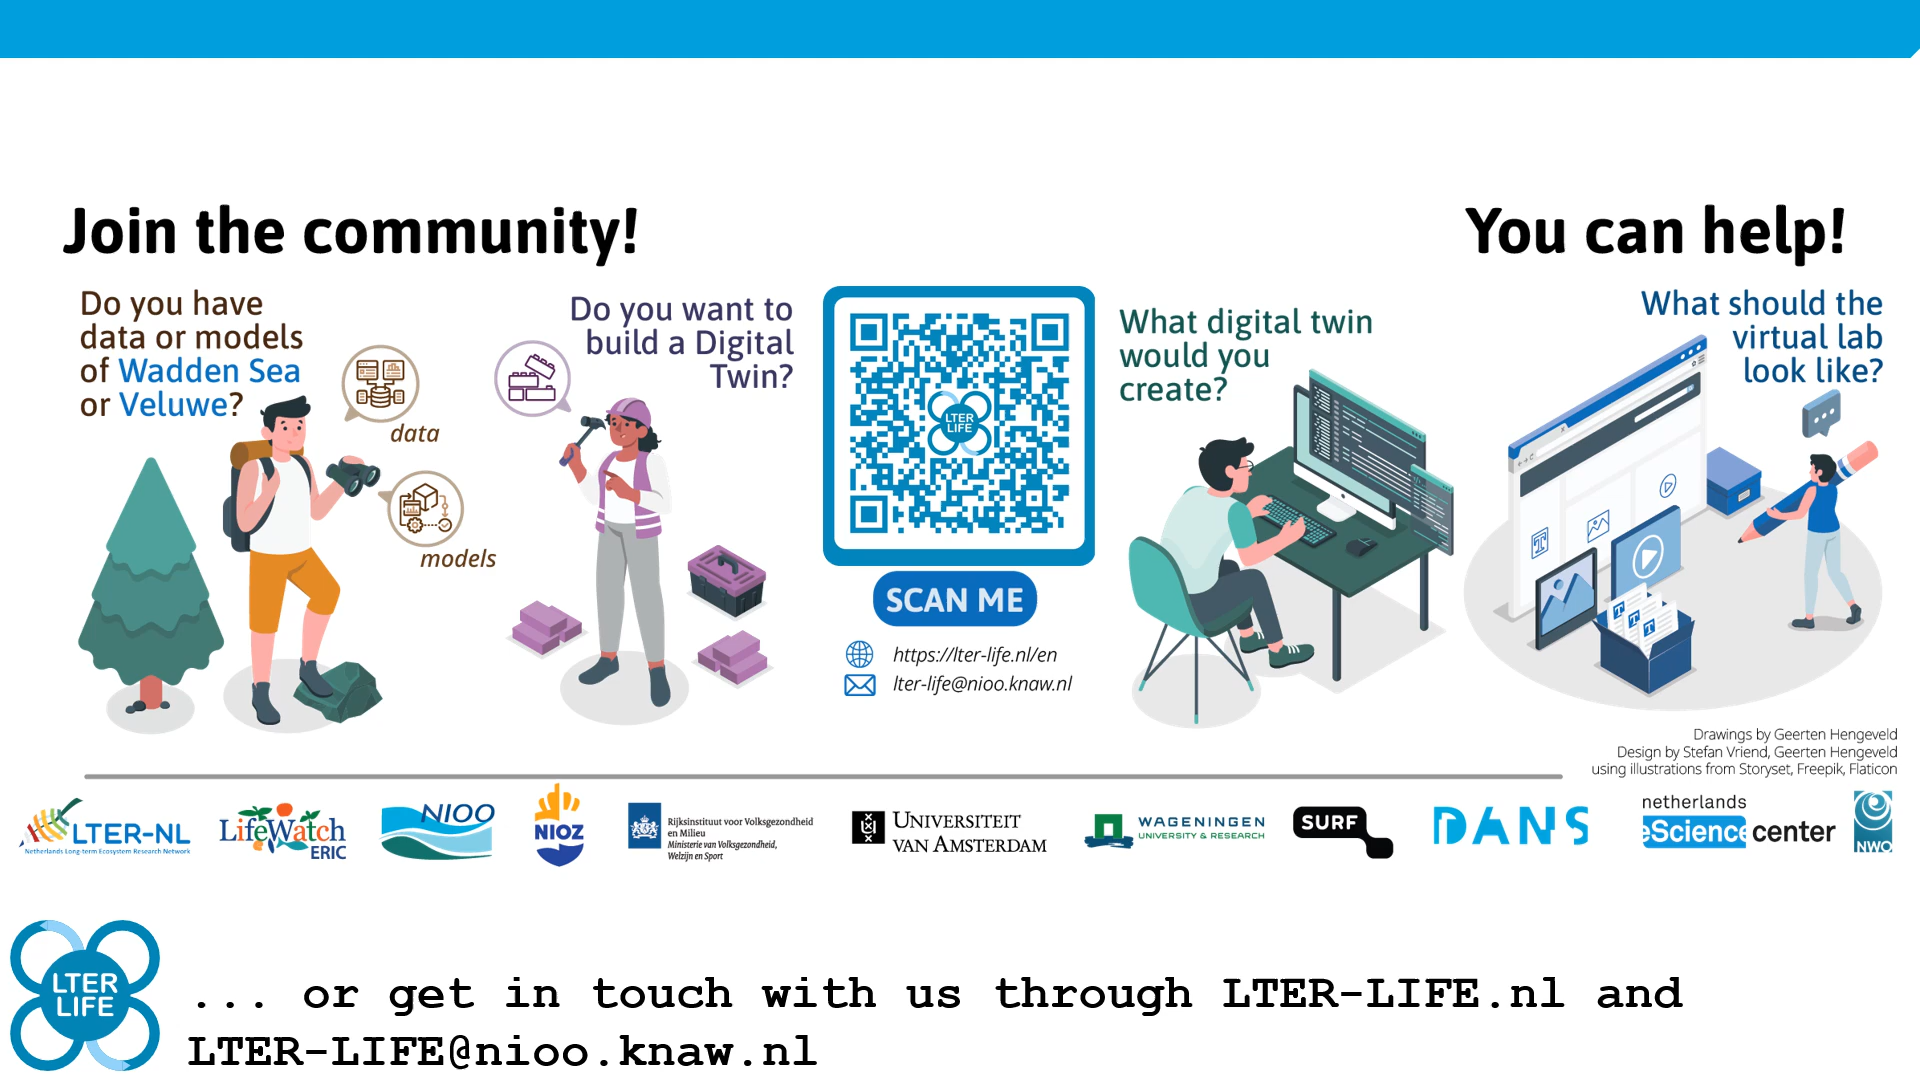 Join the community!
You can help!
Do you have
data or models
of Wadden Sea
or Veluwe?
data
models
Do you want to
build a Digital
Twin?
LTER
LIFE
SCAN ME
https://lter-life.nl/en
lter-life@nioo.knaw.nl
What digital twin
would you
create?
What should the
virtual lab
look like?
T
T
T
T
Drawings by Geerten Hengeveld
Design by Stefan Vriend, Geerten Hengeveld
using illustrations from Storyset, Freepik, Flaticon
LTER-NL
Netherlands Long-term Ecosystem Research Network
LifeWatch
ERIC
NIOO
NIOZ
Rijksinstituut voor Volksgezondheid
en Milieu
Ministerie van Volksgezondheid,
Welzijn en Sport
UNIVERSITEIT
VAN AMSTERDAM
WAGENINGEN
UNIVERSITY & RESEARCH
SURF
DANS
netherlands
eScience center
NWO
LTER
LIFE
... or get in touch with us through LTER-LIFE.nl and
LTER-LIFE@nioo.knaw.nl